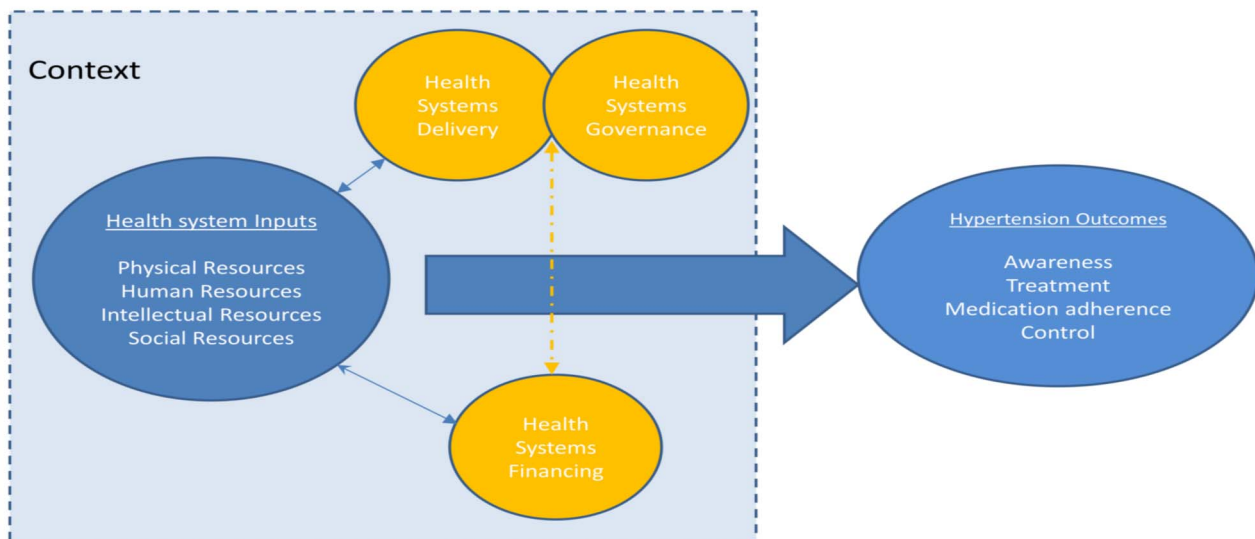 Context
Health
Systems
Delivery
Health
Systems
Governance
Health system Inputs
Physical Resources
Human Resources
Intellectual Resources
Social Resources
Hypertension Outcomes
Awareness
Treatment
Medication adherence
Control
Health
Systems
Financing